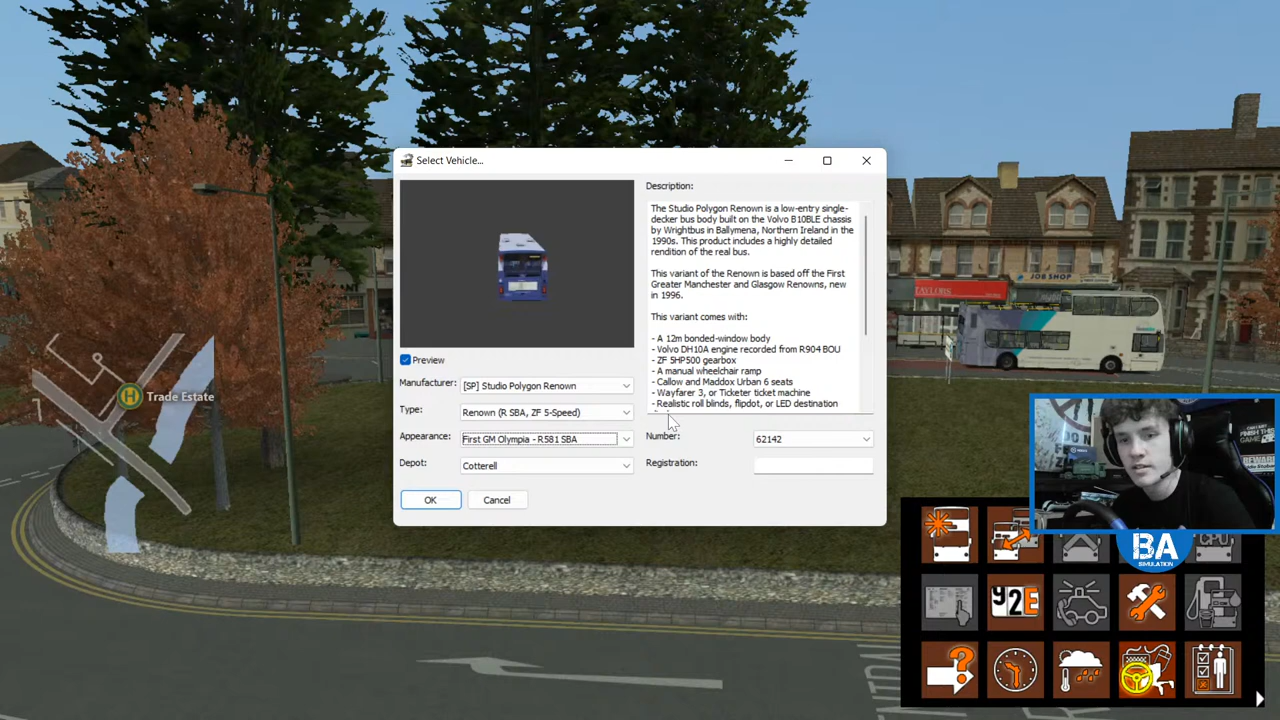 Select Vehicle...
Description:
The Studio Polygon Renown is a low-entry single-
decker bus body built on the Volvo B10BLE chassis
by Wrightbus in Ballymena, Northern Ireland in the
1990s. This product includes a highly detailed
rendition of the real bus.
This variant of the Renown is based off the First
Greater Manchester and Glasgow Renowns, new
in 1996.
This variant comes with:
- A 12m bonded-window body
- Volvo DH10A engine recorded from R904 BOU
- ZF 5HP500 gearbox
- A manual wheelchair ramp
- Callow and Maddox Urban 6 seats
- Wayfarer 3, or Ticketer ticket machine
- Realistic roll blinds, flipdot, or LED destination
Preview
Manufacturer: [SP] Studio Polygon Renown
Type: Renown (R SBA, ZF 5-Speed)
Appearance: First GM Olympia - R581 SBA
Number: 62142
Depot: Cotterell
Registration:
OK
Cancel
H Trade Estate
JOB SHOP
TAYLORS
BA
SIMULATION
CPU
92E